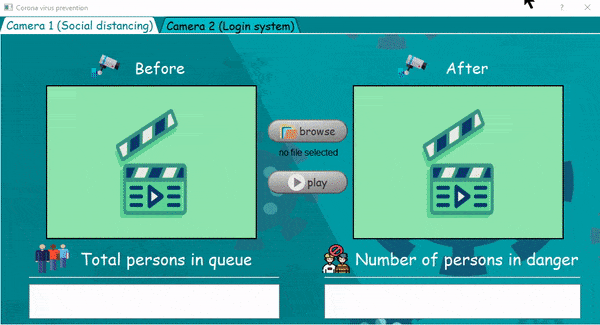 Corona virus prevention
Camera 1 (Social distancing)
Camera 2 (Login system)
Before
After
browse
no file selected
play
Total persons in queue
Number of persons in danger